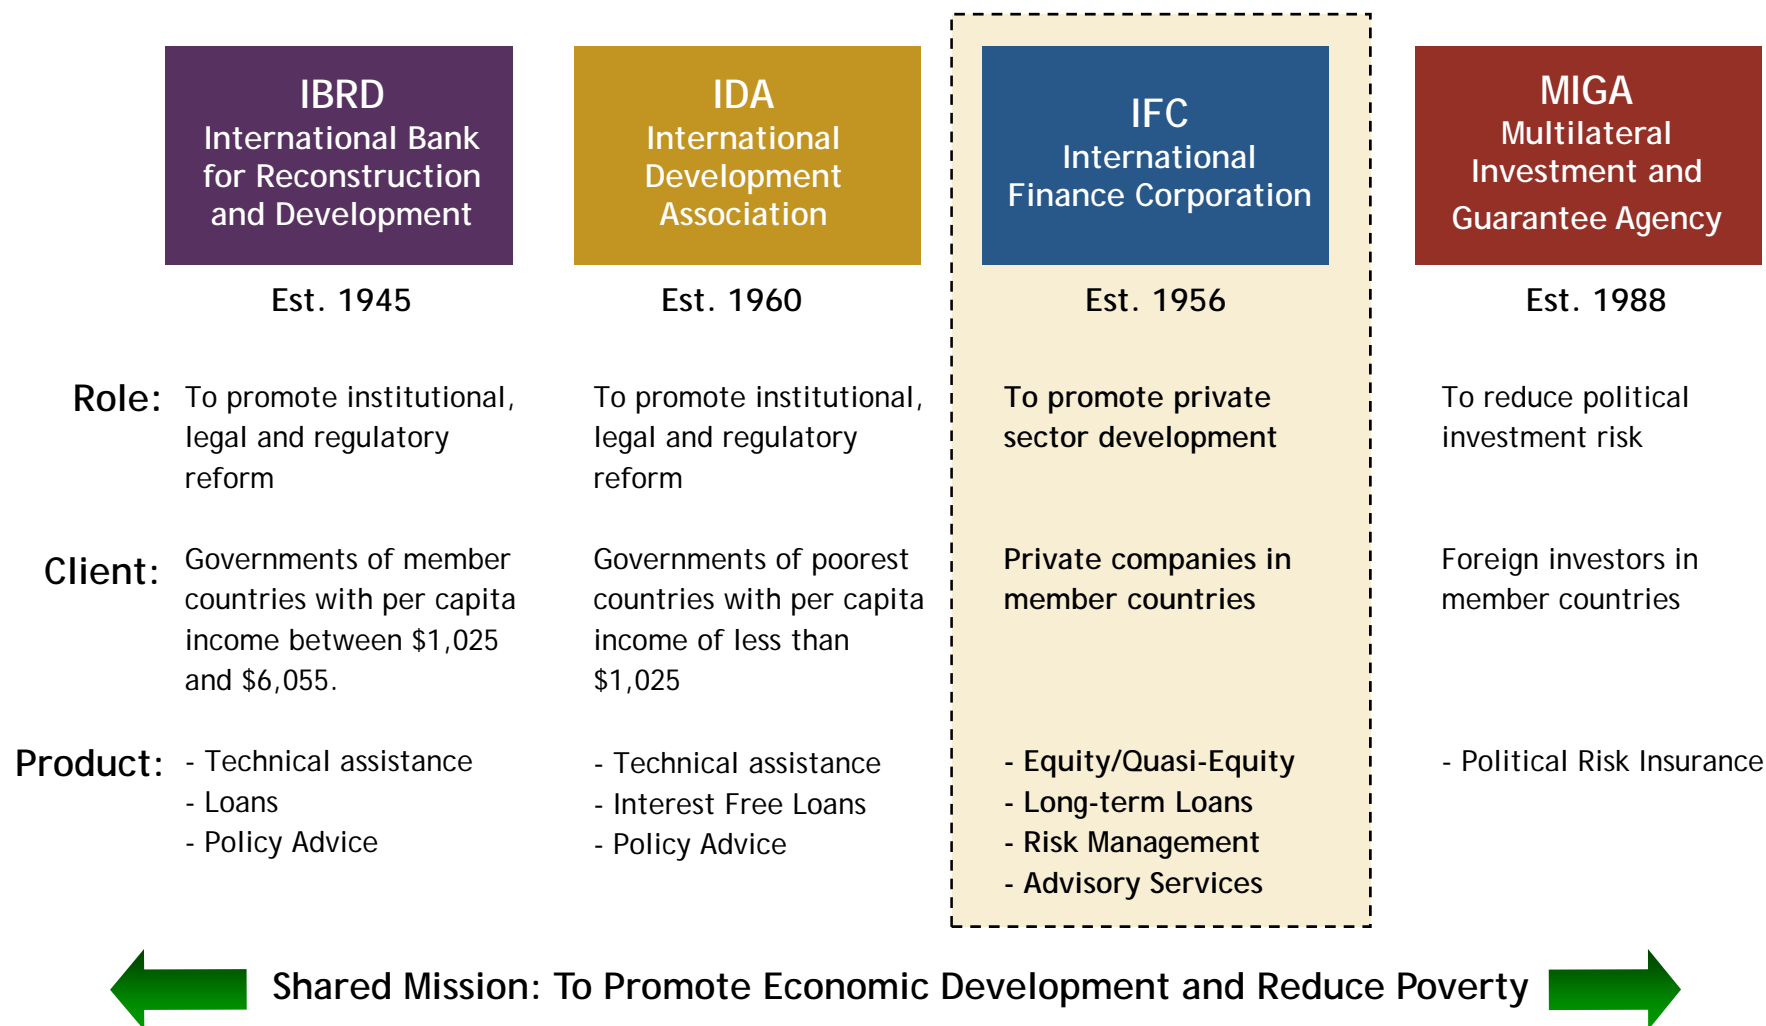 IBRD
International Bank
for Reconstruction
and Development
IDA
International
Development
Association
IFC
International
Finance Corporation
MIGA
Multilateral
Investment and
Guarantee Agency
Est. 1945
Est. 1960
Est. 1956
Est. 1988
Role:
To promote institutional,
legal and regulatory
reform
To promote institutional,
legal and regulatory
reform
To promote private
sector development
To reduce political
investment risk
Client:
Governments of member
countries with per capita
income between $1,025
and $6,055.
Governments of poorest
countries with per capita
income of less than
$1,025
Private companies in
member countries
Foreign investors in
member countries
Product:
- Technical assistance
- Loans
- Policy Advice
- Technical assistance
- Interest Free Loans
- Policy Advice
- Equity/Quasi-Equity
- Long-term Loans
- Risk Management
- Advisory Services
- Political Risk Insurance
Shared Mission: To Promote Economic Development and Reduce Poverty